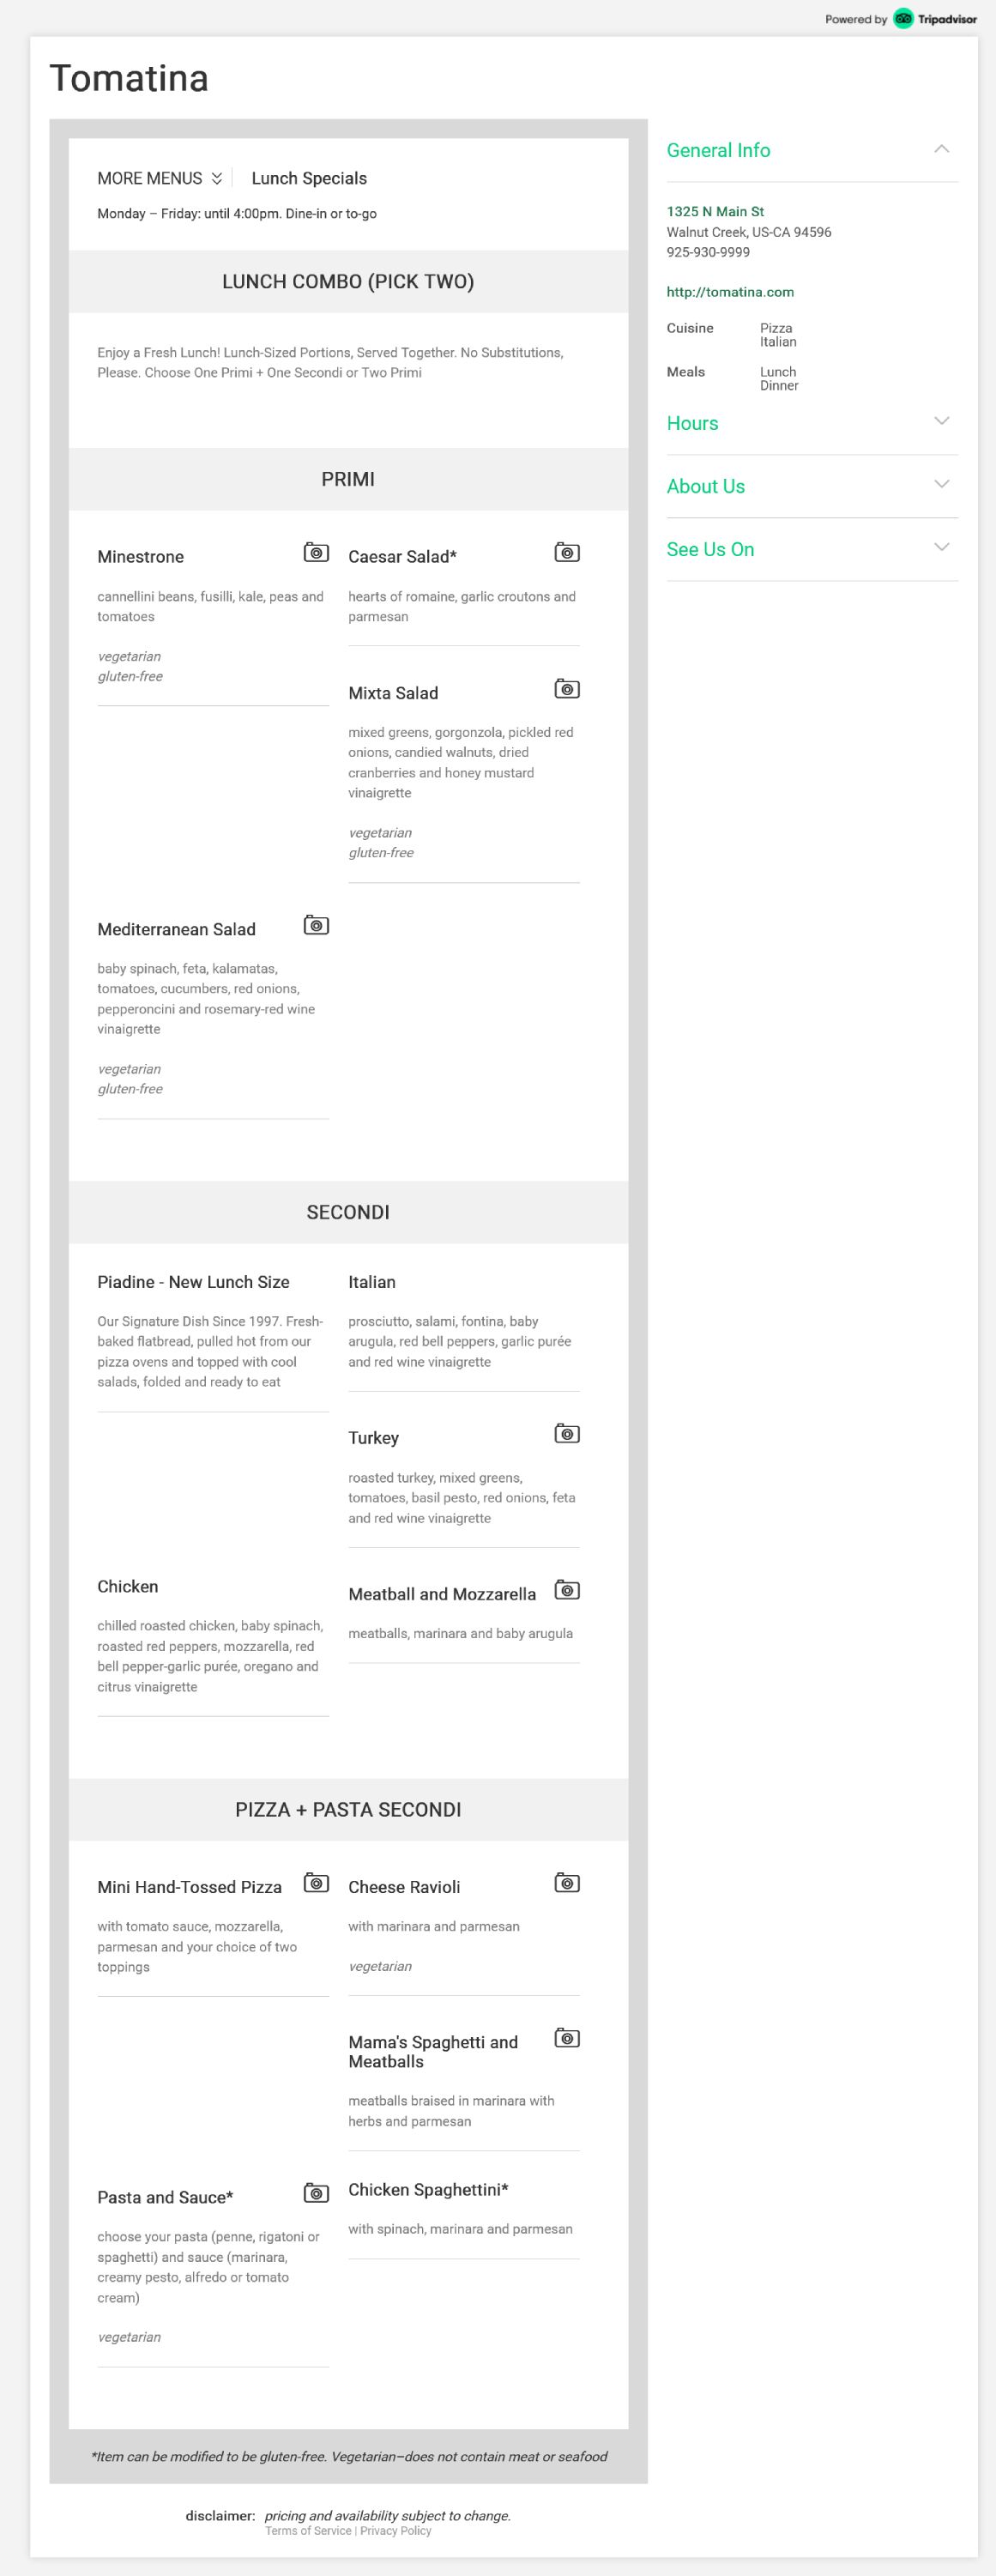 Powered by Tripadvisor
Tomatina
MORE MENUS Lunch Specials
Monday – Friday: until 4:00pm. Dine-in or to-go
LUNCH COMBO (PICK TWO)
Enjoy a Fresh Lunch! Lunch-Sized Portions, Served Together. No Substitutions,
Please. Choose One Primi + One Secondi or Two Primi
PRIMI
Minestrone
cannellini beans, fusilli, kale, peas and
tomatoes
vegetarian
gluten-free
Caesar Salad*
hearts of romaine, garlic croutons and
parmesan
Mixta Salad
mixed greens, gorgonzola, pickled red
onions, candied walnuts, dried
cranberries and honey mustard
vinaigrette
vegetarian
gluten-free
Mediterranean Salad
baby spinach, feta, kalamatas,
tomatoes, cucumbers, red onions,
pepperoncini and rosemary-red wine
vinaigrette
vegetarian
gluten-free
SECONDI
Piadine - New Lunch Size
Our Signature Dish Since 1997. Fresh-
baked flatbread, pulled hot from our
pizza ovens and topped with cool
salads, folded and ready to eat
Italian
prosciutto, salami, fontina, baby
arugula, red bell peppers, garlic purée
and red wine vinaigrette
Turkey
roasted turkey, mixed greens,
tomatoes, basil pesto, red onions, feta
and red wine vinaigrette
Chicken
chilled roasted chicken, baby spinach,
roasted red peppers, mozzarella, red
bell pepper-garlic purée, oregano and
citrus vinaigrette
Meatball and Mozzarella
meatballs, marinara and baby arugula
PIZZA + PASTA SECONDI
Mini Hand-Tossed Pizza
with tomato sauce, mozzarella,
parmesan and your choice of two
toppings
Cheese Ravioli
with marinara and parmesan
vegetarian
Mama's Spaghetti and
Meatballs
meatballs braised in marinara with
herbs and parmesan
Pasta and Sauce*
choose your pasta (penne, rigatoni or
spaghetti) and sauce (marinara,
creamy pesto, alfredo or tomato
cream)
vegetarian
Chicken Spaghettini*
with spinach, marinara and parmesan
*Item can be modified to be gluten-free. Vegetarian–does not contain meat or seafood
disclaimer: pricing and availability subject to change.
Terms of Service | Privacy Policy
General Info
1325 N Main St
Walnut Creek, US-CA 94596
925-930-9999
http://tomatina.com
Cuisine Pizza
Italian
Meals Lunch
Dinner
Hours
About Us
See Us On